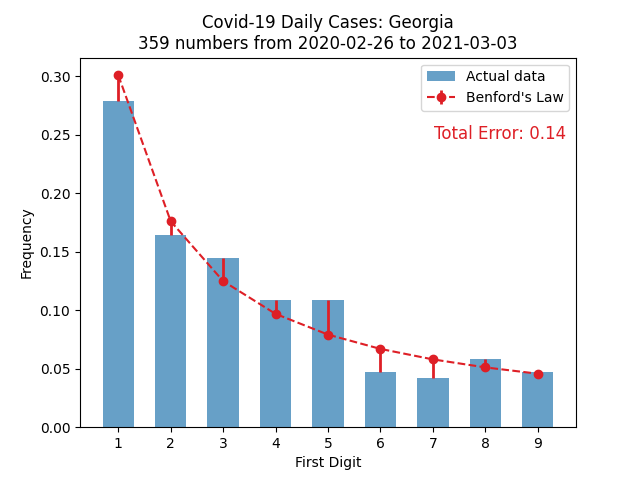 Covid-19 Daily Cases: Georgia
359 numbers from 2020-02-26 to 2021-03-03
Actual data
Benford's Law
Total Error: 0.14
0.30
0.25
0.20
0.15
0.10
0.05
0.00
Frequency
1 2 3 4 5 6 7 8 9
First Digit